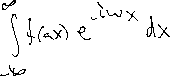 ∫_{-∞}^{∞} f(ax) e^{-iωx} dx